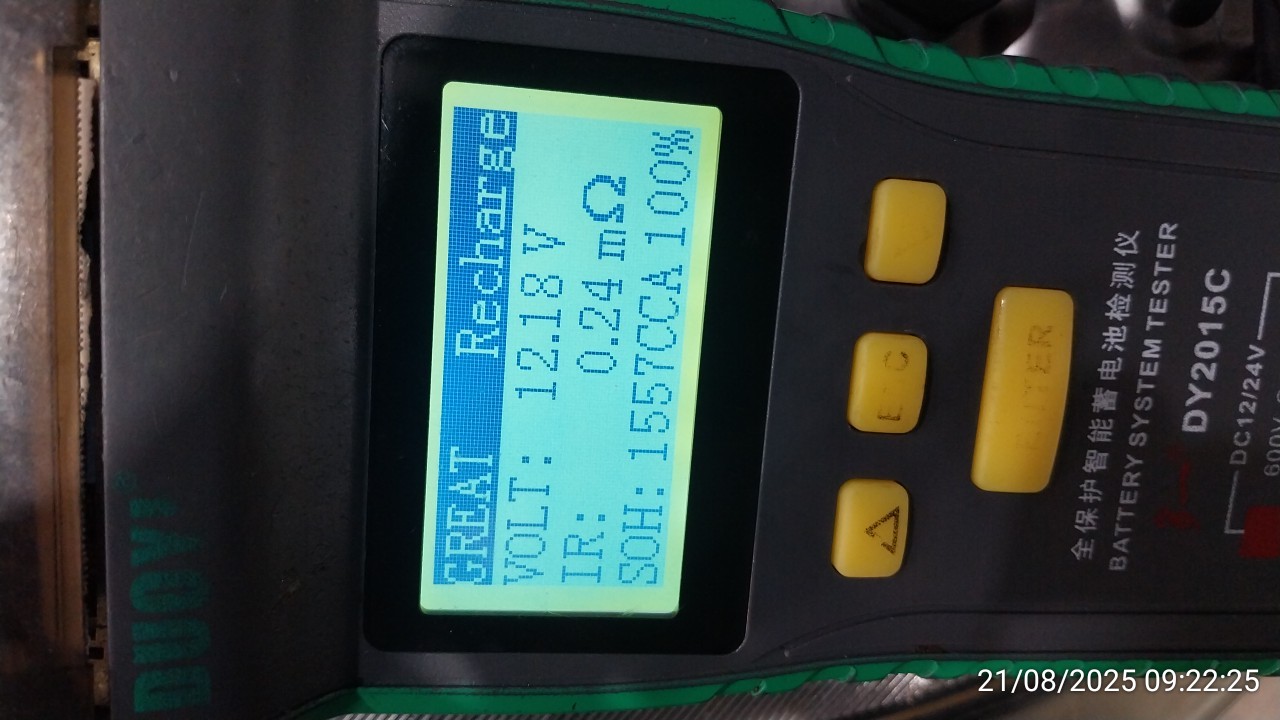 DUOYI
GREAT Recharge
VOLT: 12.18 V
IR: 0.24 mΩ
SOH: 1557CCA 100%
E C
ENTER
全保护智能蓄电池检测仪
BATTERY SYSTEM TESTER
DY2015C
DC12/24V
600V
21/08/2025 09:22:25